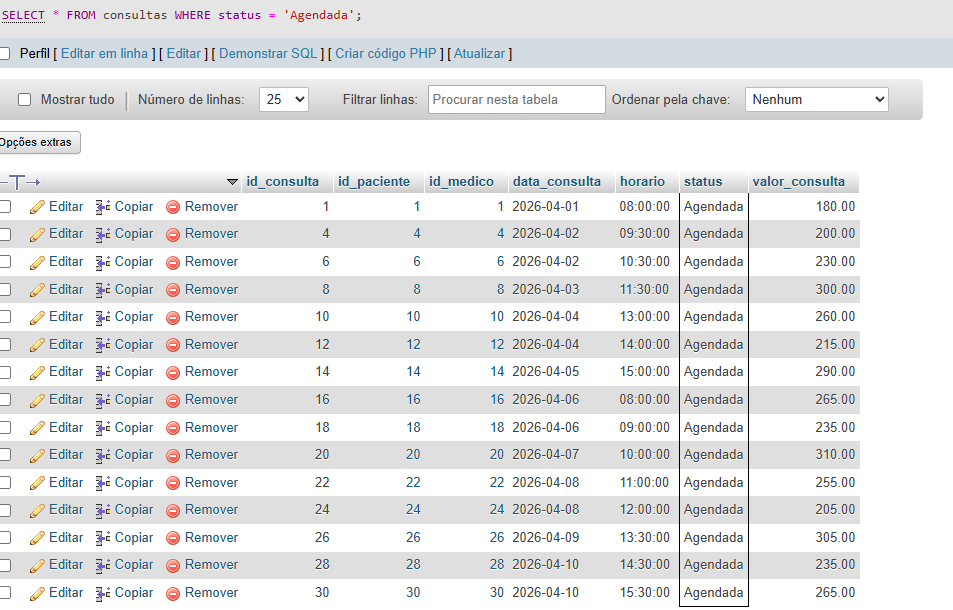 SELECT * FROM consultas WHERE status = 'Agendada';
Perfil [ Editar em linha ] [ Editar ] [ Demonstrar SQL ] [ Criar código PHP ] [ Atualizar ]
Mostrar tudo | Número de linhas: 25 Filtrar linhas: Procurar nesta tabela Ordenar pela chave: Nenhum
Opções extras
←T→ id_consulta id_paciente id_medico data_consulta horario status valor_consulta
Editar Copiar Remover 1 1 1 2026-04-01 08:00:00 Agendada 180.00
Editar Copiar Remover 4 4 4 2026-04-02 09:30:00 Agendada 200.00
Editar Copiar Remover 6 6 6 2026-04-02 10:30:00 Agendada 230.00
Editar Copiar Remover 8 8 8 2026-04-03 11:30:00 Agendada 300.00
Editar Copiar Remover 10 10 10 2026-04-04 13:00:00 Agendada 260.00
Editar Copiar Remover 12 12 12 2026-04-04 14:00:00 Agendada 215.00
Editar Copiar Remover 14 14 14 2026-04-05 15:00:00 Agendada 290.00
Editar Copiar Remover 16 16 16 2026-04-06 08:00:00 Agendada 265.00
Editar Copiar Remover 18 18 18 2026-04-06 09:00:00 Agendada 235.00
Editar Copiar Remover 20 20 20 2026-04-07 10:00:00 Agendada 310.00
Editar Copiar Remover 22 22 22 2026-04-08 11:00:00 Agendada 255.00
Editar Copiar Remover 24 24 24 2026-04-08 12:00:00 Agendada 205.00
Editar Copiar Remover 26 26 26 2026-04-09 13:30:00 Agendada 305.00
Editar Copiar Remover 28 28 28 2026-04-10 14:30:00 Agendada 235.00
Editar Copiar Remover 30 30 30 2026-04-10 15:30:00 Agendada 265.00